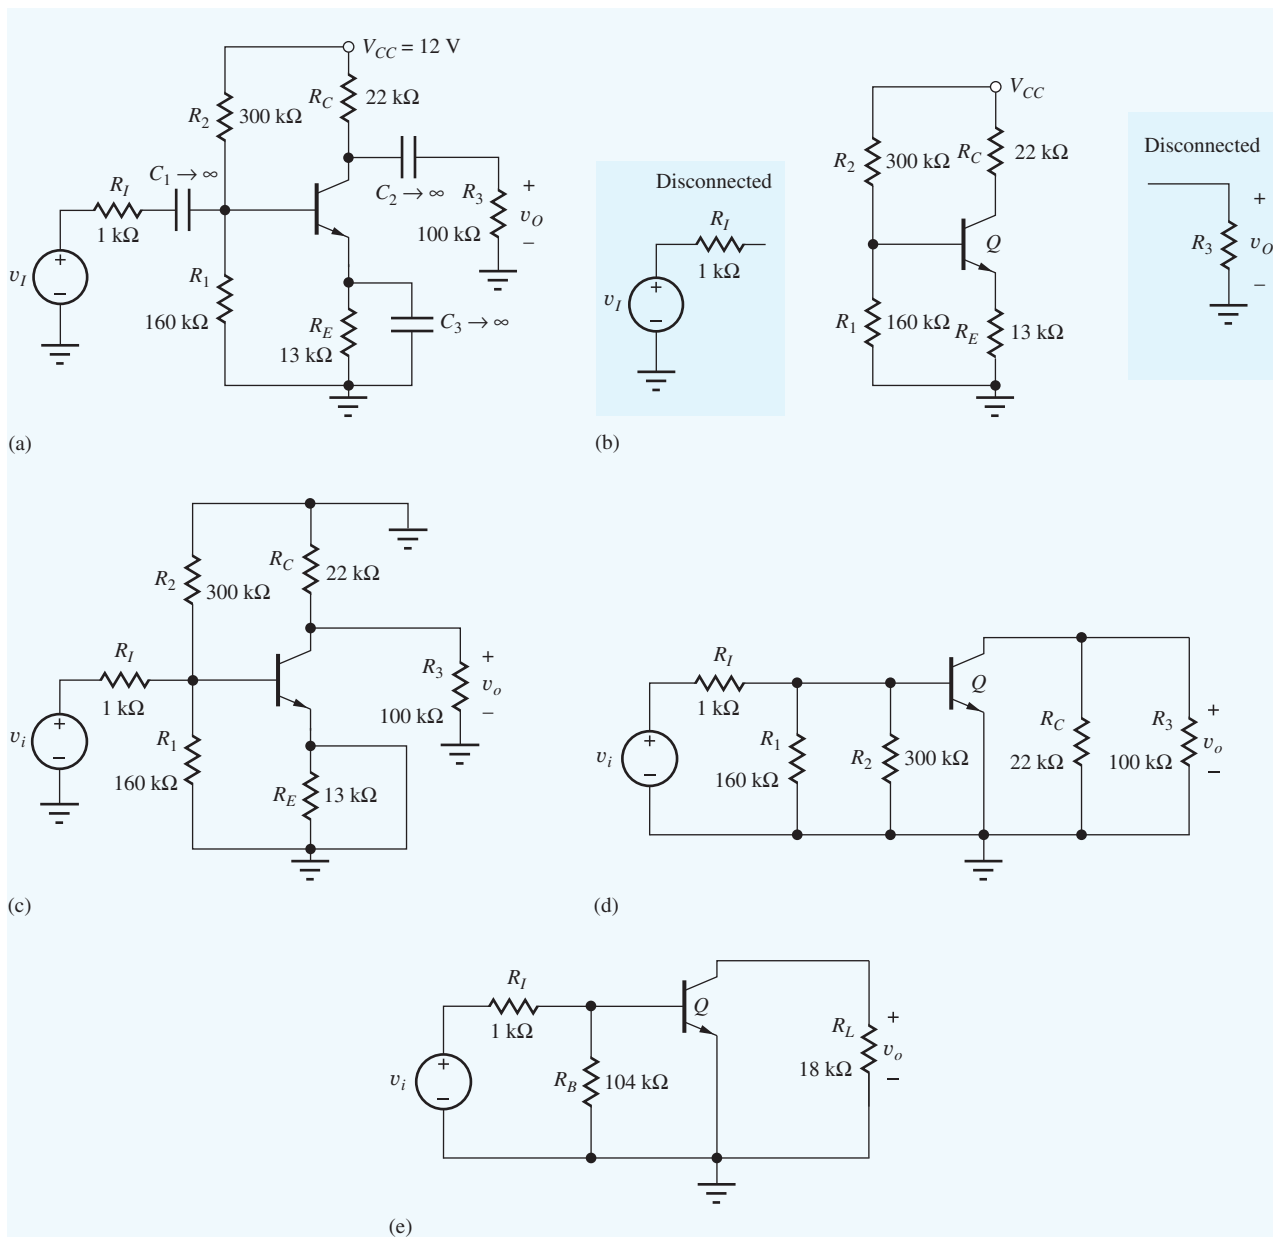 V_CC = 12 V
R_C
22 kΩ
R_2
300 kΩ
C_1 → ∞
R_I
1 kΩ
C_2 → ∞
R_3
100 kΩ
+
v_O
–
v_I
+
–
R_1
160 kΩ
R_E
13 kΩ
C_3 → ∞
(a)
Disconnected
R_I
1 kΩ
v_I
+
–
V_CC
R_2
300 kΩ
R_C
22 kΩ
Q
R_1
160 kΩ
R_E
13 kΩ
Disconnected
R_3
+
v_O
–
(b)
R_2
300 kΩ
R_C
22 kΩ
R_I
1 kΩ
R_3
100 kΩ
+
v_o
–
v_i
+
–
R_1
160 kΩ
R_E
13 kΩ
(c)
R_I
1 kΩ
Q
v_i
+
–
R_1
160 kΩ
R_2
300 kΩ
R_C
22 kΩ
R_3
100 kΩ
+
v_o
–
(d)
R_I
1 kΩ
Q
v_i
+
–
R_B
104 kΩ
R_L
18 kΩ
+
v_o
–
(e)